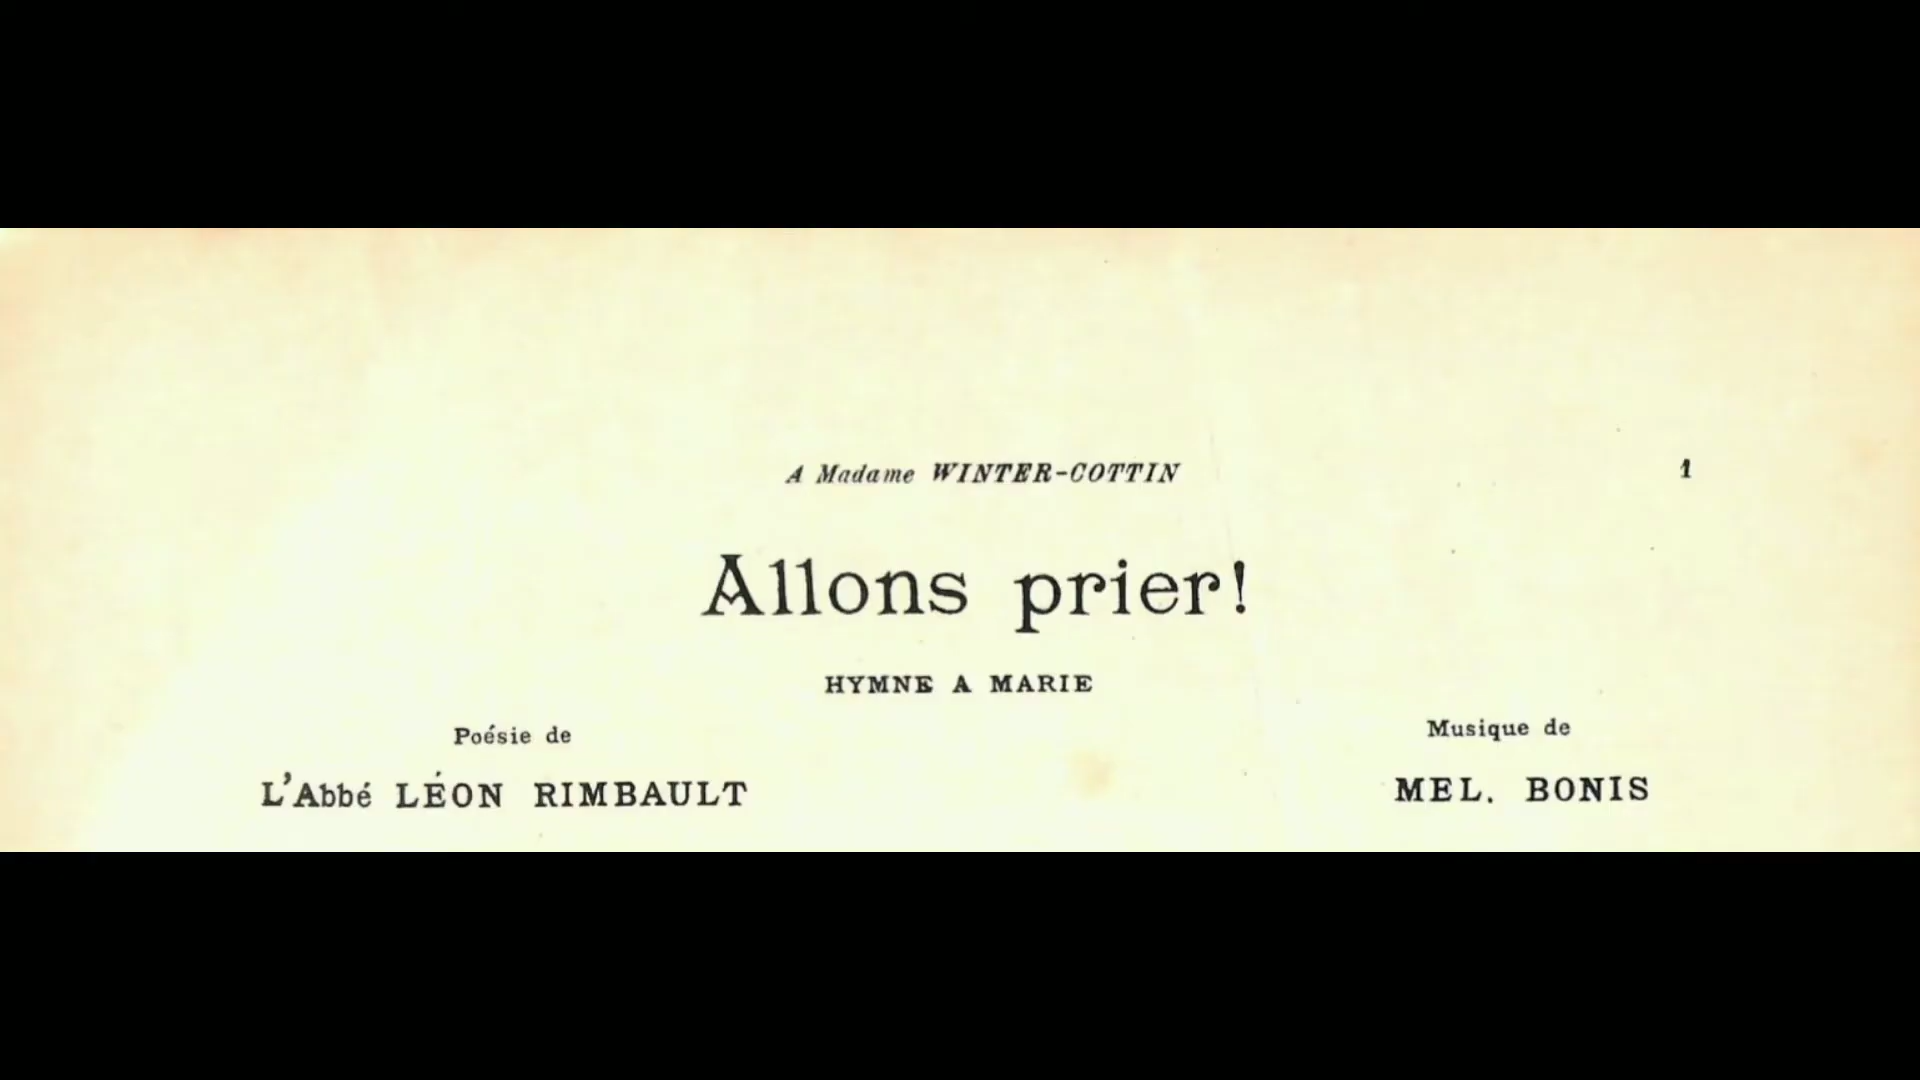 A Madame WINTER-COTTIN
1
Allons prier!
HYMNE A MARIE
Poésie de
L'Abbé LÉON RIMBAULT
Musique de
MEL. BONIS